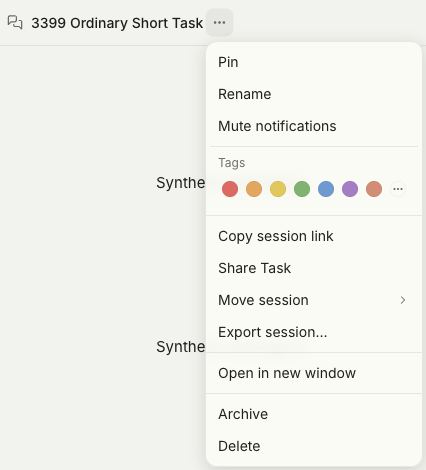 3399 Ordinary Short Task
Pin
Rename
Mute notifications
Tags
Synthe
Copy session link
Share Task
Move session
Export session...
Synthe
Open in new window
Archive
Delete